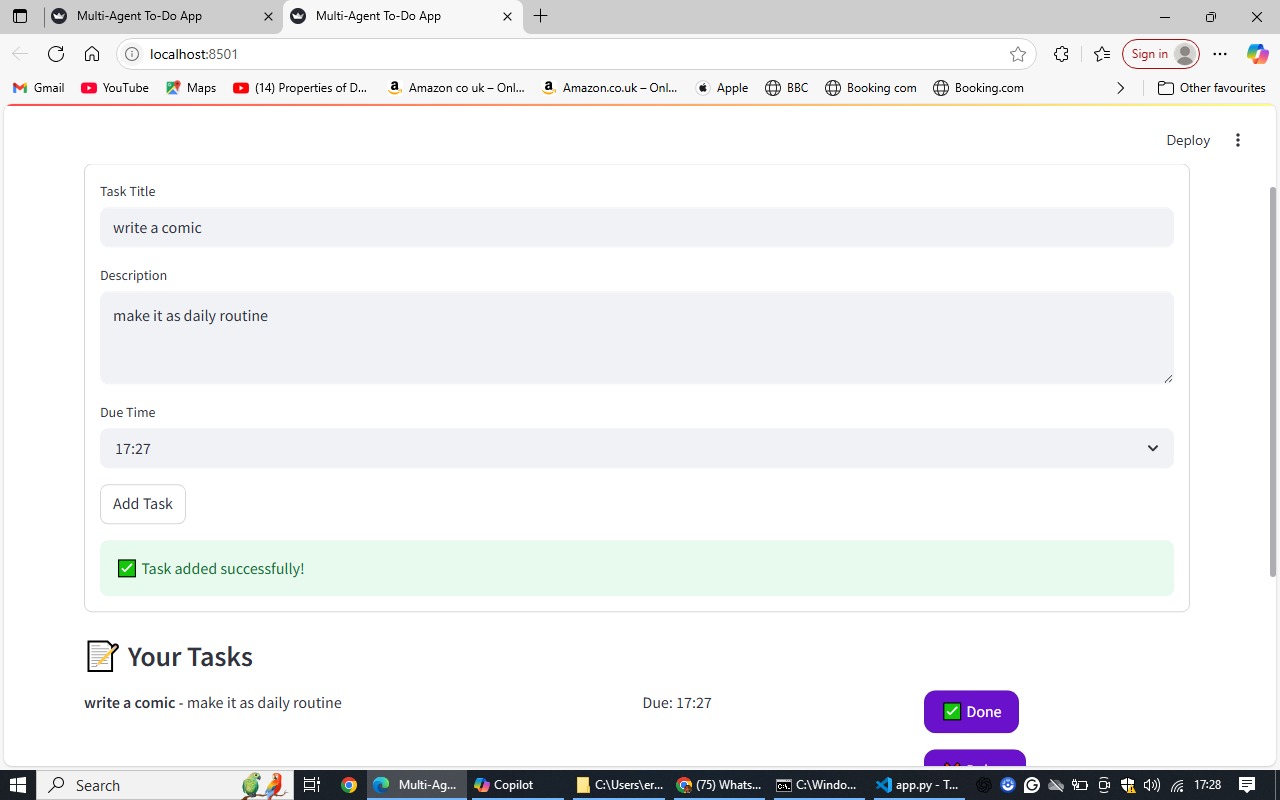 Multi-Agent To-Do App
Multi-Agent To-Do App
localhost:8501
Sign in
Gmail
YouTube
Maps
(14) Properties of D...
Amazon co uk – Onl...
Amazon.co.uk – Onl...
Apple
BBC
Booking com
Booking.com
Other favourites
Deploy
Task Title
write a comic
Description
make it as daily routine
Due Time
17:27
Add Task
Task added successfully!
Your Tasks
write a comic - make it as daily routine
Due: 17:27
Done
Search
Multi-Ag...
Copilot
C:\Users\er...
(75) Whats...
C:\Windo...
app.py - T...
17:28